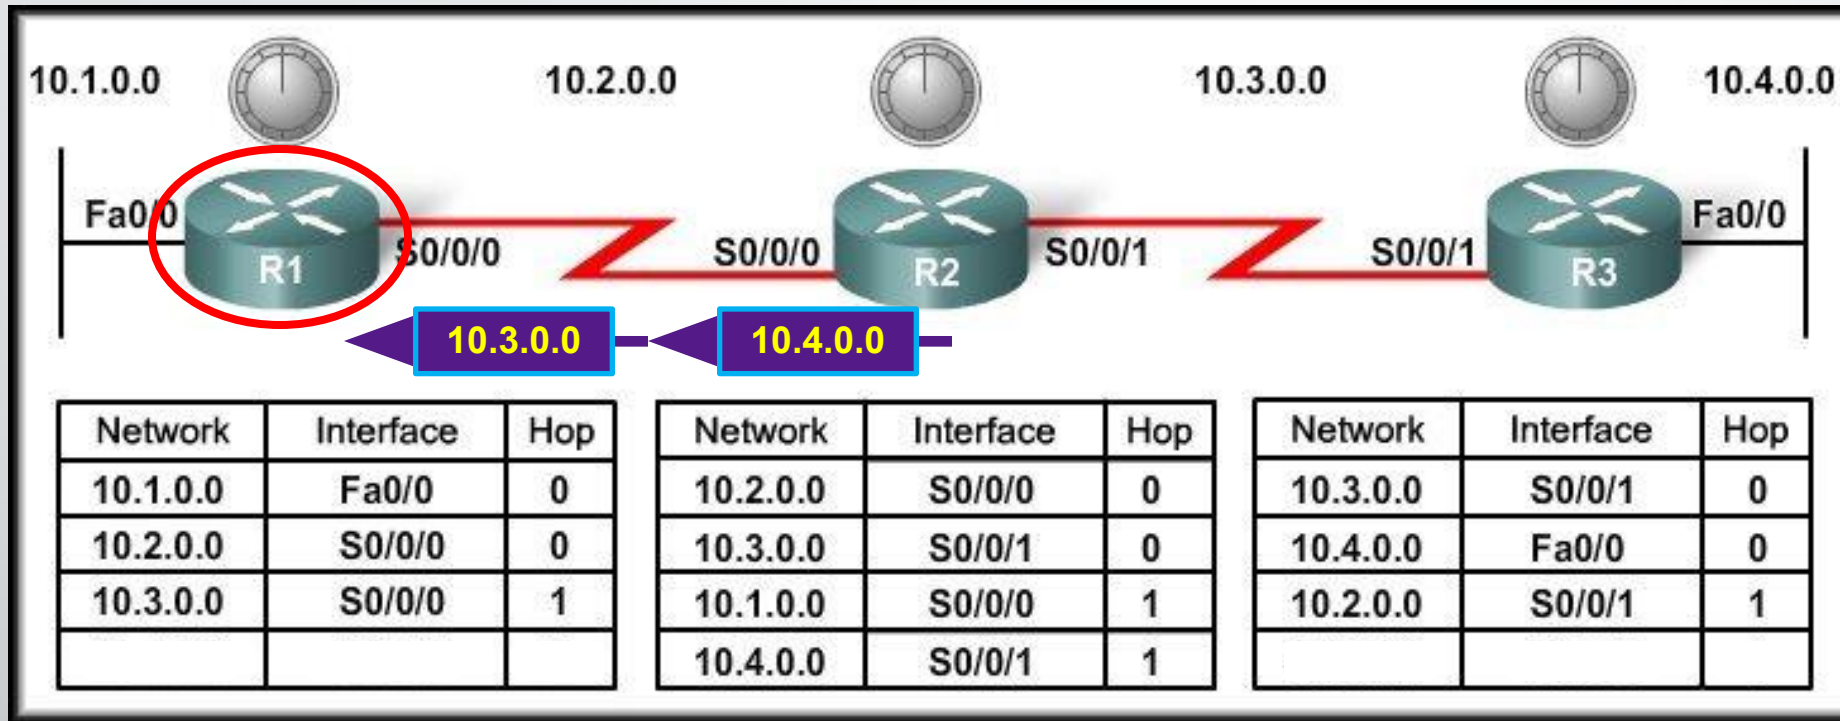 10.1.0.0 10.2.0.0 10.3.0.0 10.4.0.0
Fa0/0 S0/0/0 S0/0/0 S0/0/1 S0/0/1 Fa0/0
R1 R2 R3
10.3.0.0 10.4.0.0
Network Interface Hop
10.1.0.0 Fa0/0 0
10.2.0.0 S0/0/0 0
10.3.0.0 S0/0/0 1
Network Interface Hop
10.2.0.0 S0/0/0 0
10.3.0.0 S0/0/1 0
10.1.0.0 S0/0/0 1
10.4.0.0 S0/0/1 1
Network Interface Hop
10.3.0.0 S0/0/1 0
10.4.0.0 Fa0/0 0
10.2.0.0 S0/0/1 1